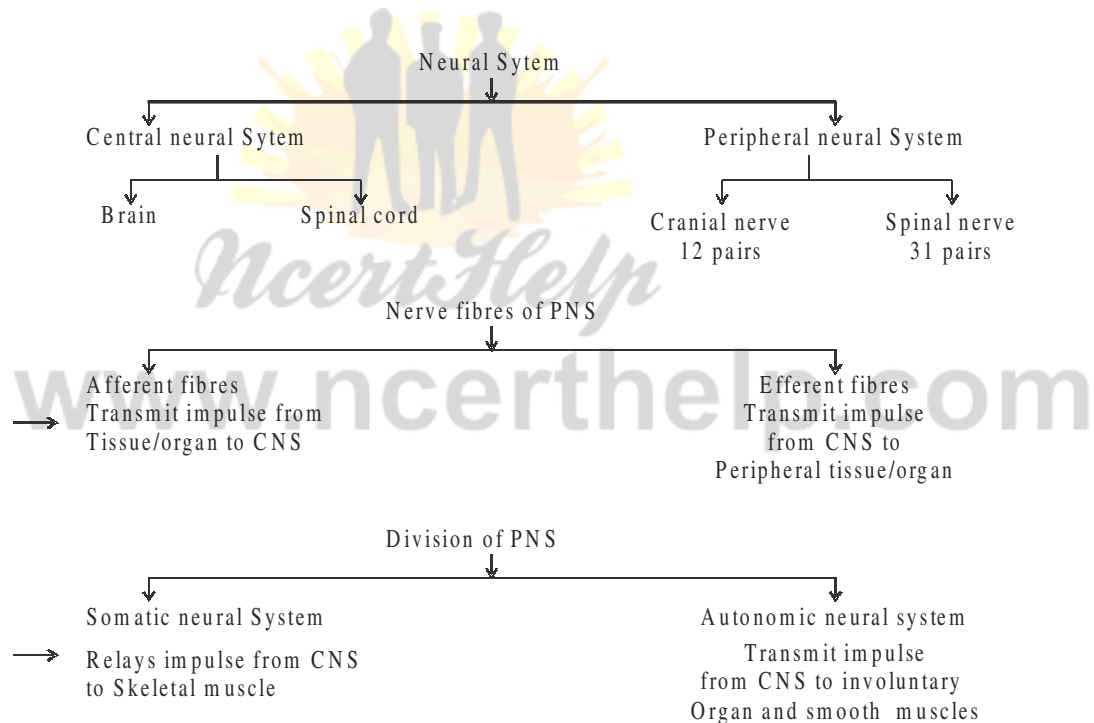 Neural Sytem
Central neural Sytem
Peripheral neural System
Brain
Spinal cord
Cranial nerve
12 pairs
Spinal nerve
31 pairs
NcertHelp
Nerve fibres of PNS
www.ncerthelp.com
Afferent fibres
Transmit impulse from
Tissue/organ to CNS
Efferent fibres
Transmit impulse
from CNS to
Peripheral tissue/organ
Division of PNS
Somatic neural System
Relays impulse from CNS
to Skeletal muscle
Autonomic neural system
Transmit impulse
from CNS to involuntary
Organ and smooth muscles